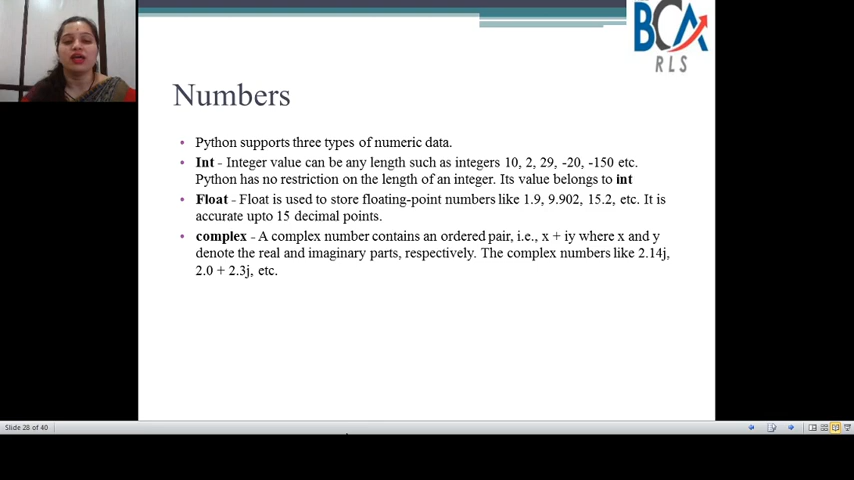 BCA
RLS
Numbers
• Python supports three types of numeric data.
• Int - Integer value can be any length such as integers 10, 2, 29, -20, -150 etc.
Python has no restriction on the length of an integer. Its value belongs to int
• Float - Float is used to store floating-point numbers like 1.9, 9.902, 15.2, etc. It is
accurate upto 15 decimal points.
• complex - A complex number contains an ordered pair, i.e., x + iy where x and y
denote the real and imaginary parts, respectively. The complex numbers like 2.14j,
2.0 + 2.3j, etc.
Slide 28 of 40